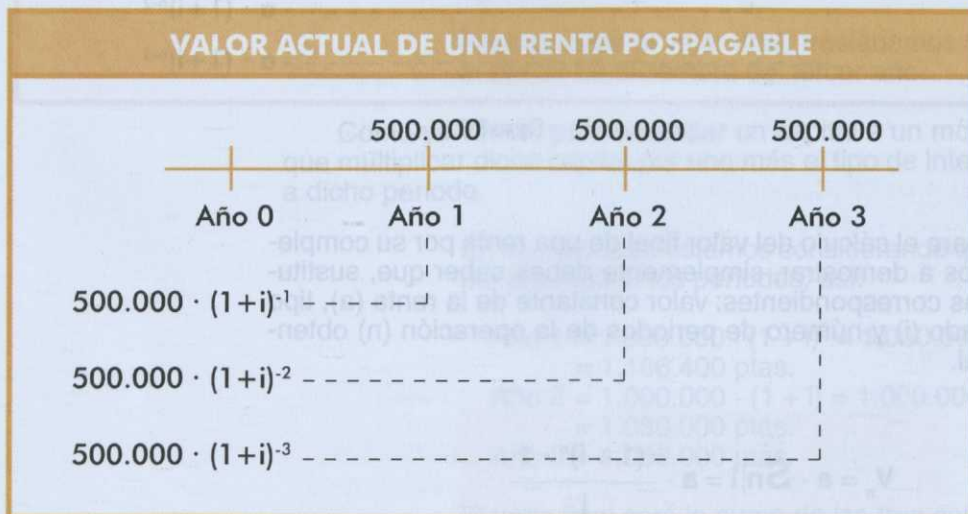 VALOR ACTUAL DE UNA RENTA POSPAGABLE
500.000 500.000 500.000
Año 0 Año 1 Año 2 Año 3
500.000 · (1+i)-1
500.000 · (1+i)-2
500.000 · (1+i)-3